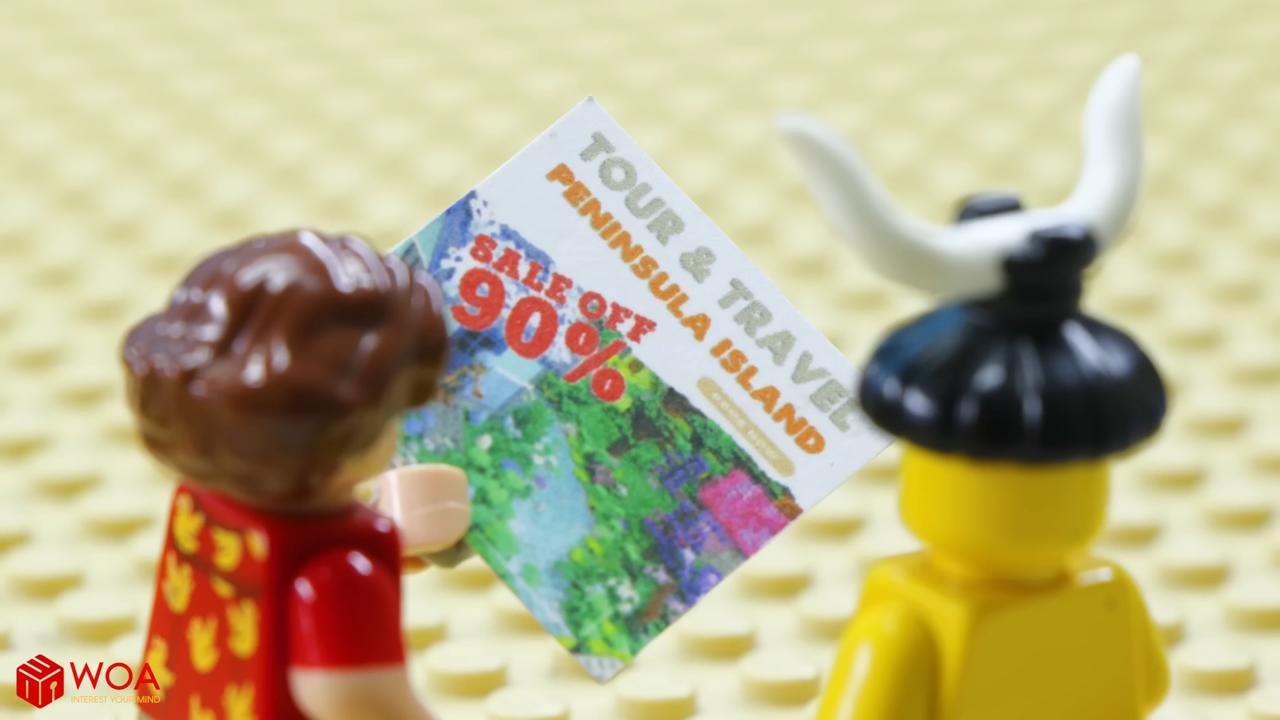 TOUR & TRAVEL
PENINSULA ISLAND
SALE OFF
90%
WOA
INTEREST YOUR MIND